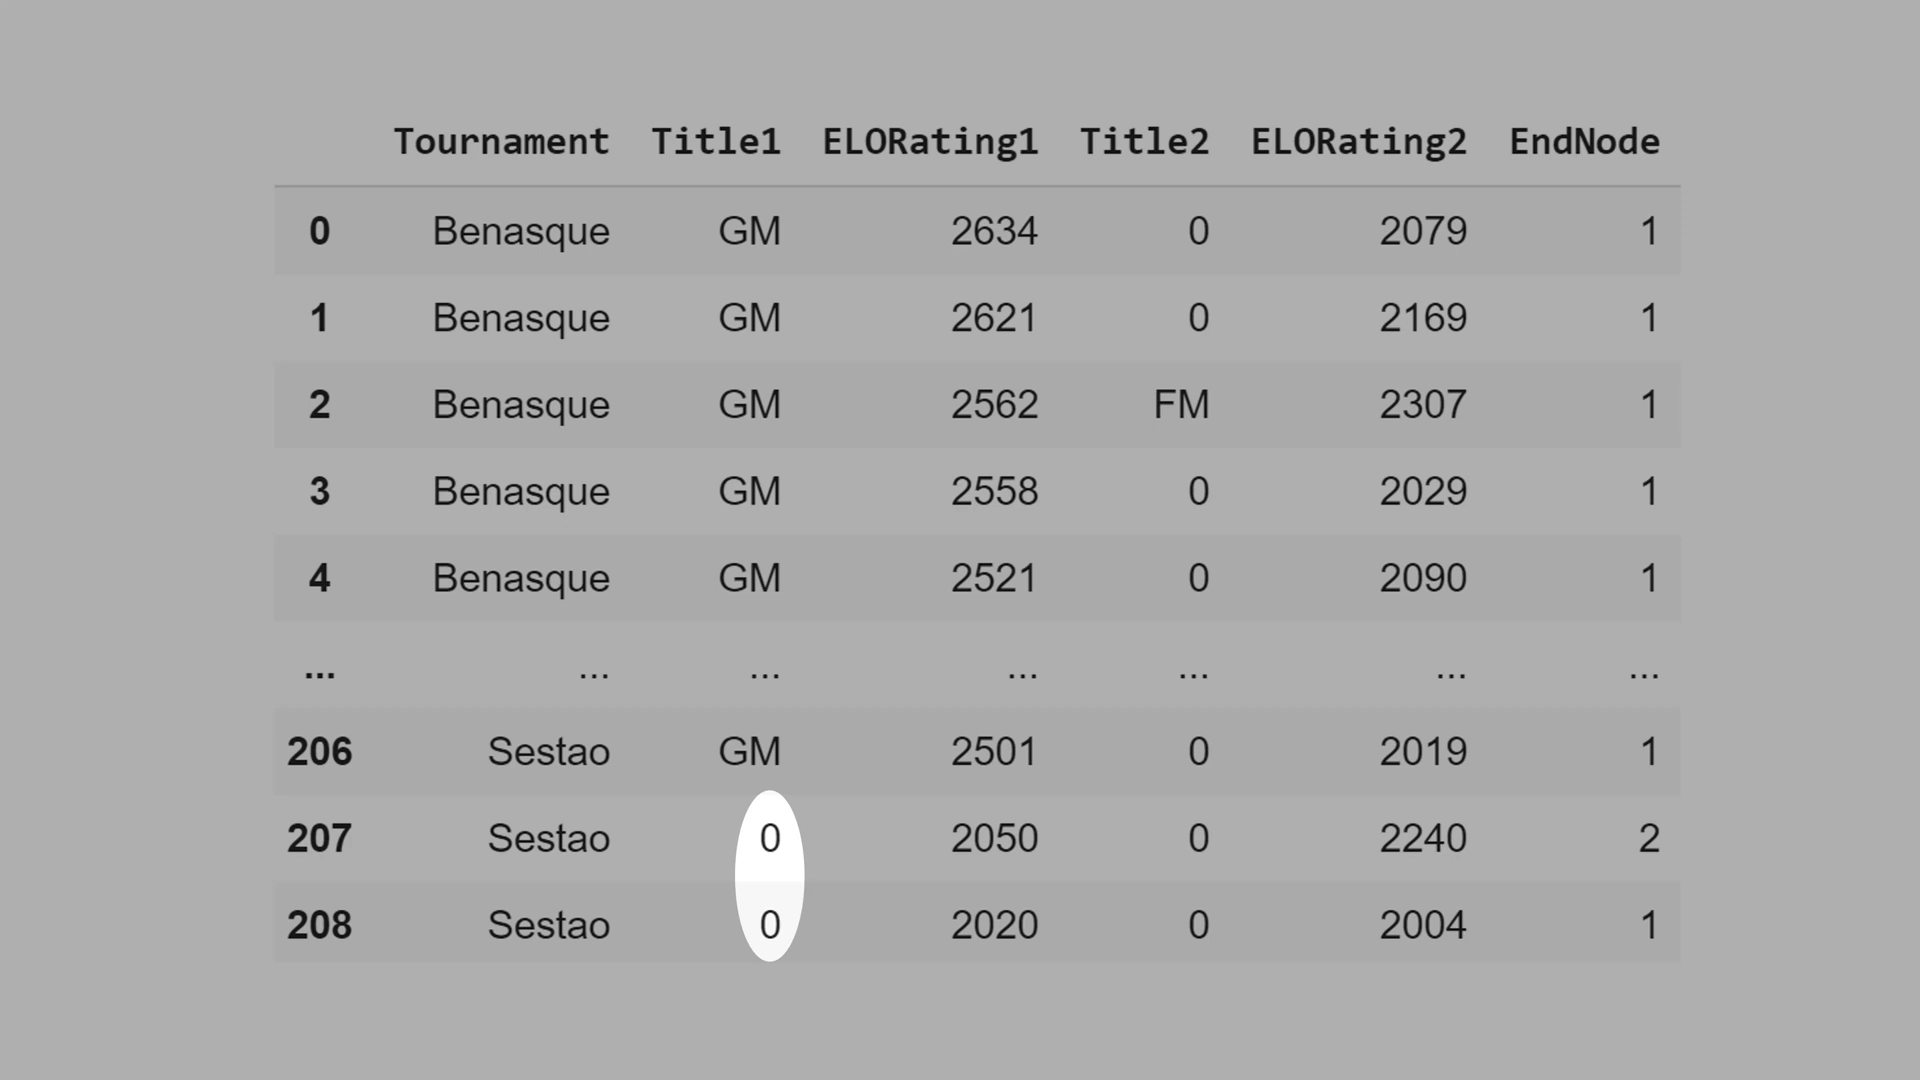 Tournament Title1 ELORating1 Title2 ELORating2 EndNode
0 Benasque GM 2634 0 2079 1
1 Benasque GM 2621 0 2169 1
2 Benasque GM 2562 FM 2307 1
3 Benasque GM 2558 0 2029 1
4 Benasque GM 2521 0 2090 1
... ... ... ... ... ... ...
206 Sestao GM 2501 0 2019 1
207 Sestao 0 2050 0 2240 2
208 Sestao 0 2020 0 2004 1